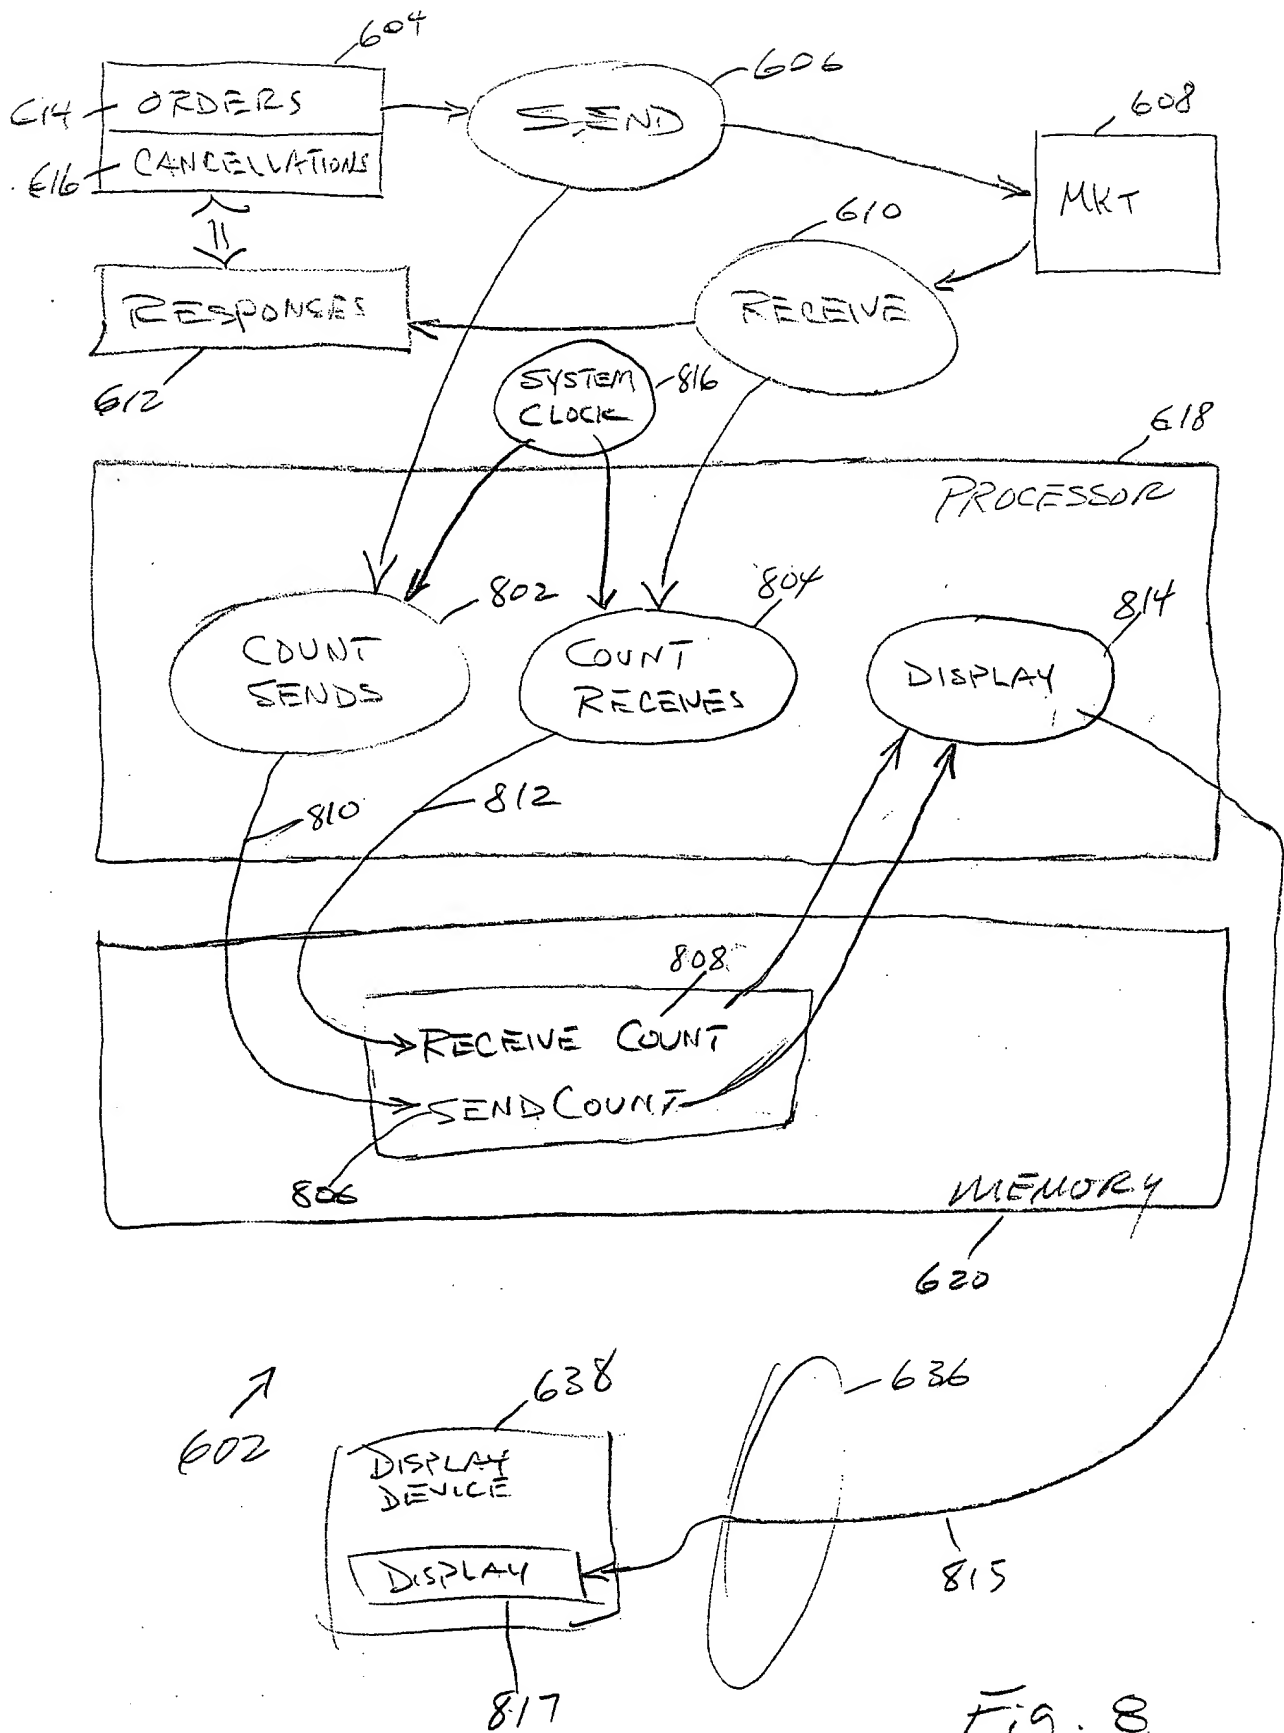 604
614 ORDERS
SEND
606
608
616 CANCELLATIONS
MKT
610
RESPONSES
RECEIVE
612
SYSTEM
CLOCK
816
618
PROCESSOR
802
804
814
COUNT
SENDS
COUNT
RECEIVES
DISPLAY
810
812
808
RECEIVE COUNT
SEND COUNT
806
MEMORY
620
602
638
636
DISPLAY
DEVICE
DISPLAY
815
817
Fig. 8